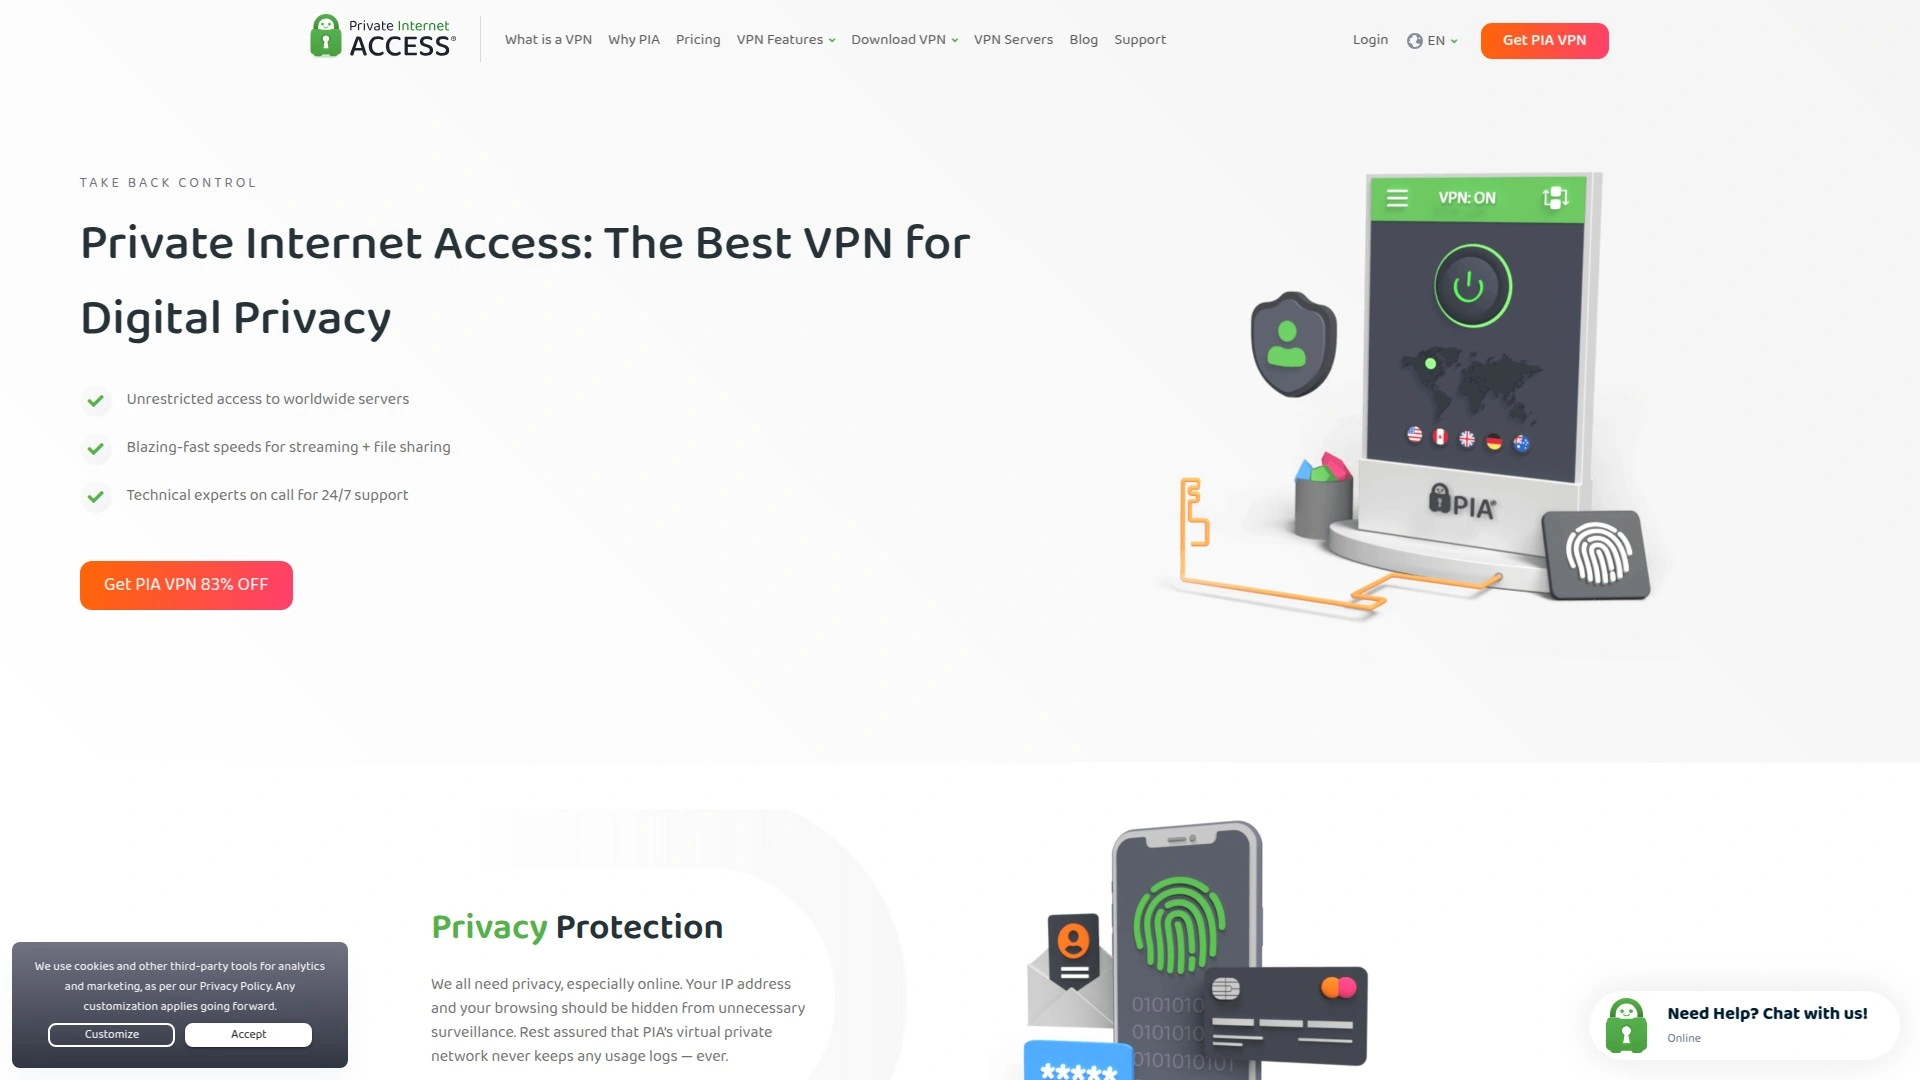 Private Internet
ACCESS®
What is a VPN
Why PIA
Pricing
VPN Features
Download VPN
VPN Servers
Blog
Support
Login
EN
Get PIA VPN
TAKE BACK CONTROL
Private Internet Access: The Best VPN for
Digital Privacy
Unrestricted access to worldwide servers
Blazing-fast speeds for streaming + file sharing
Technical experts on call for 24/7 support
Get PIA VPN 83% OFF
VPN: ON
PIA
Privacy Protection
We all need privacy, especially online. Your IP address
and your browsing should be hidden from unnecessary
surveillance. Rest assured that PIA's virtual private
network never keeps any usage logs — ever.
0101010
0101010
0101010101
*****
We use cookies and other third-party tools for analytics
and marketing, as per our Privacy Policy. Any
customization applies going forward.
Customize
Accept
Need Help? Chat with us!
Online